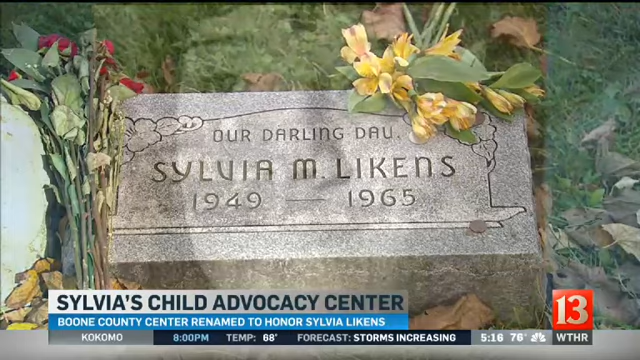 OUR DARLING DAU.
SYLVIA M. LIKENS
1949 — 1965
SYLVIA'S CHILD ADVOCACY CENTER
BOONE COUNTY CENTER RENAMED TO HONOR SYLVIA LIKENS
13
KOKOMO 8:00PM TEMP: 68° FORECAST: STORMS INCREASING 5:16 76° WTHR